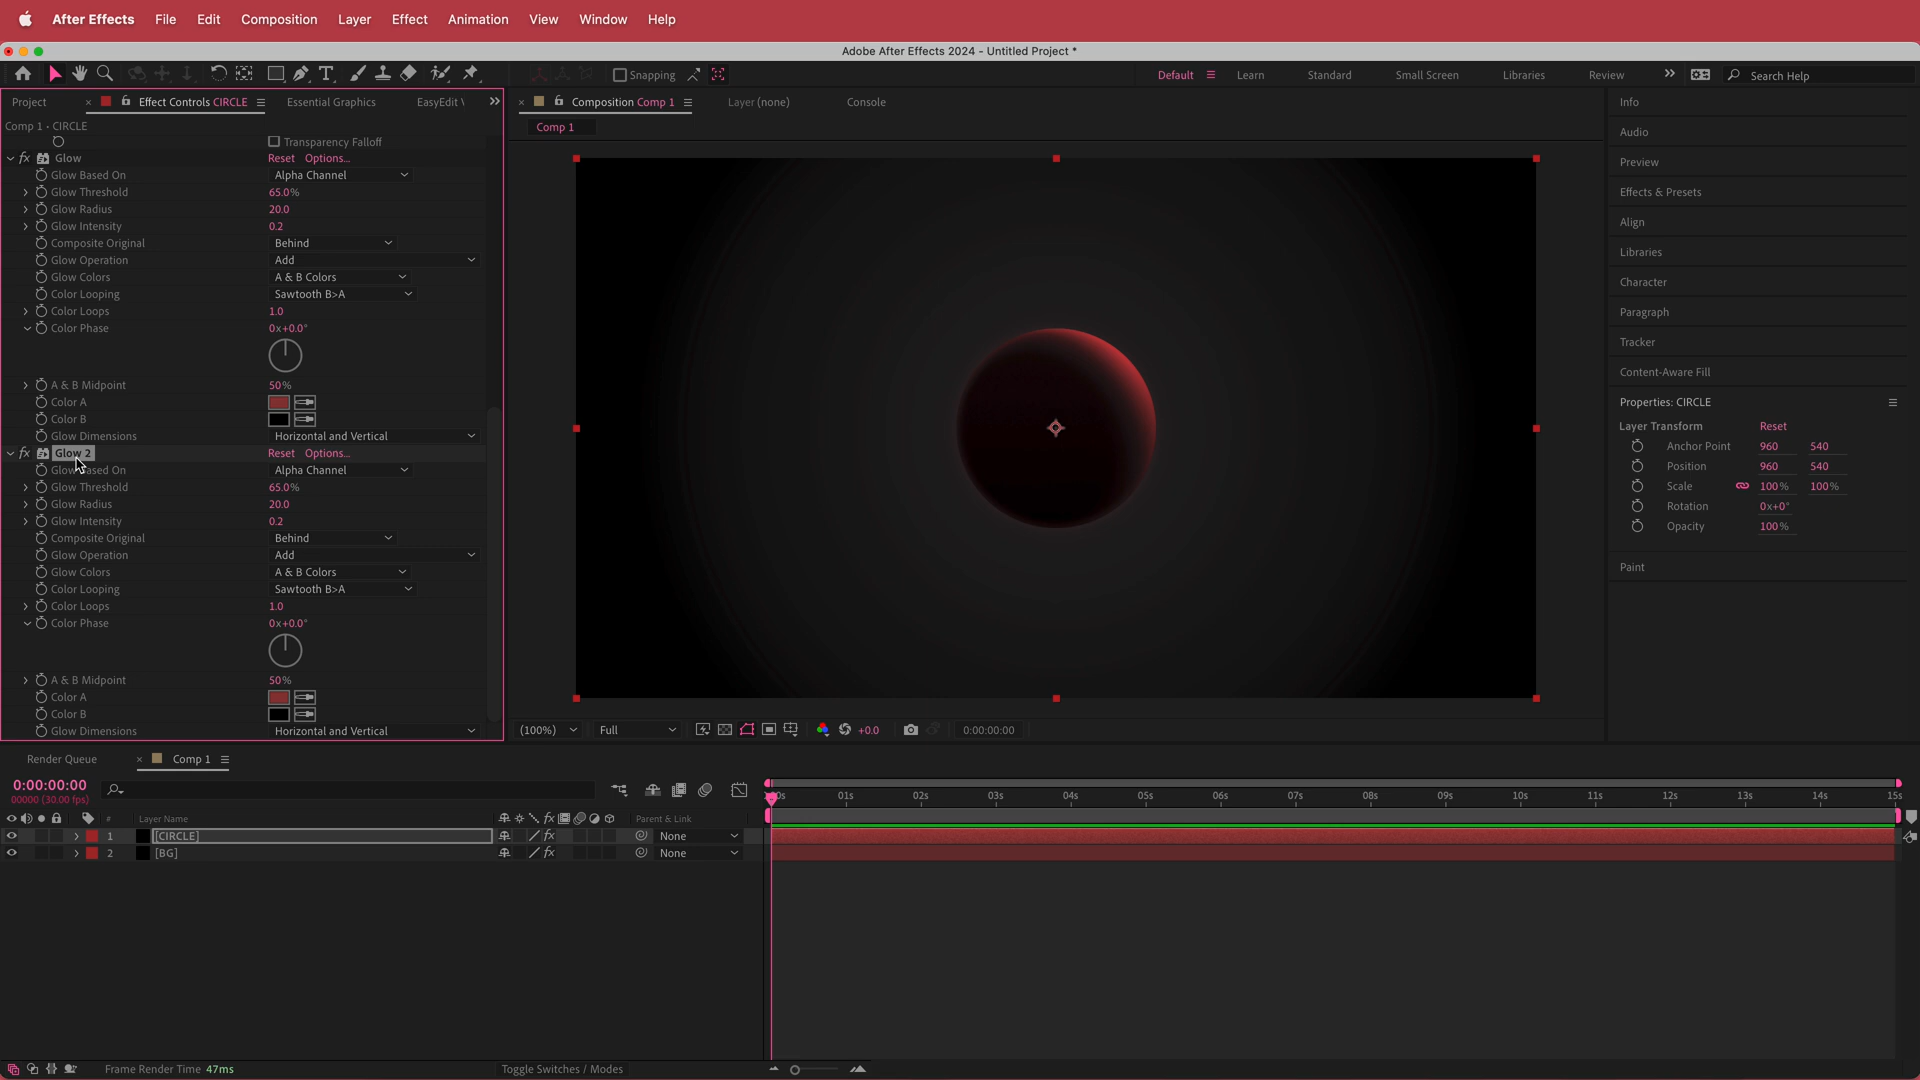 After Effects File Edit Composition Layer Effect Animation View Window Help
Adobe After Effects 2024 - Untitled Project *
Snapping
Default Learn Standard Small Screen Libraries Review Search Help
Project Effect Controls CIRCLE Essential Graphics EasyEdit
Comp 1 • CIRCLE
Transparency Falloff
fx Glow Reset Options...
Glow Based On Alpha Channel
Glow Threshold 65.0%
Glow Radius 20.0
Glow Intensity 0.2
Composite Original Behind
Glow Operation Add
Glow Colors A & B Colors
Color Looping Sawtooth B>A
Color Loops 1.0
Color Phase 0x+0.0°
A & B Midpoint 50%
Color A
Color B
Glow Dimensions Horizontal and Vertical
fx Glow 2 Reset Options...
Glow Based On Alpha Channel
Glow Threshold 65.0%
Glow Radius 20.0
Glow Intensity 0.2
Composite Original Behind
Glow Operation Add
Glow Colors A & B Colors
Color Looping Sawtooth B>A
Color Loops 1.0
Color Phase 0x+0.0°
A & B Midpoint 50%
Color A
Color B
Glow Dimensions Horizontal and Vertical
Composition Comp 1 Layer (none) Console
Comp 1
(100%) Full +0.0 0:00:00:00
Info
Audio
Preview
Effects & Presets
Align
Libraries
Character
Paragraph
Tracker
Content-Aware Fill
Properties: CIRCLE
Layer Transform Reset
Anchor Point 960 540
Position 960 540
Scale 100% 100%
Rotation 0x+0°
Opacity 100%
Paint
Render Queue Comp 1
0:00:00:00
00000 (30.00 fps)
01s 02s 03s 04s 05s 06s 07s 08s 09s 10s 11s 12s 13s 14s 15s
# Layer Name fx Parent & Link
1 [CIRCLE] fx None
2 [BG] fx None
Frame Render Time 47ms Toggle Switches / Modes